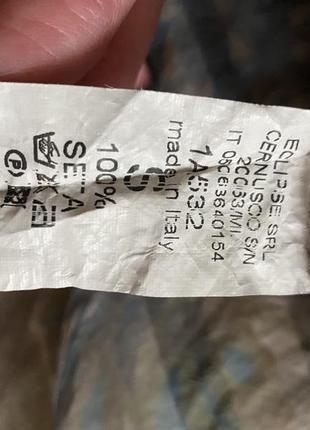 ECLIPSE SRL
CERNUSCO S/N
20063/MI
IT 05063640154
1A532
made in Italy
S
100%
SETA
P